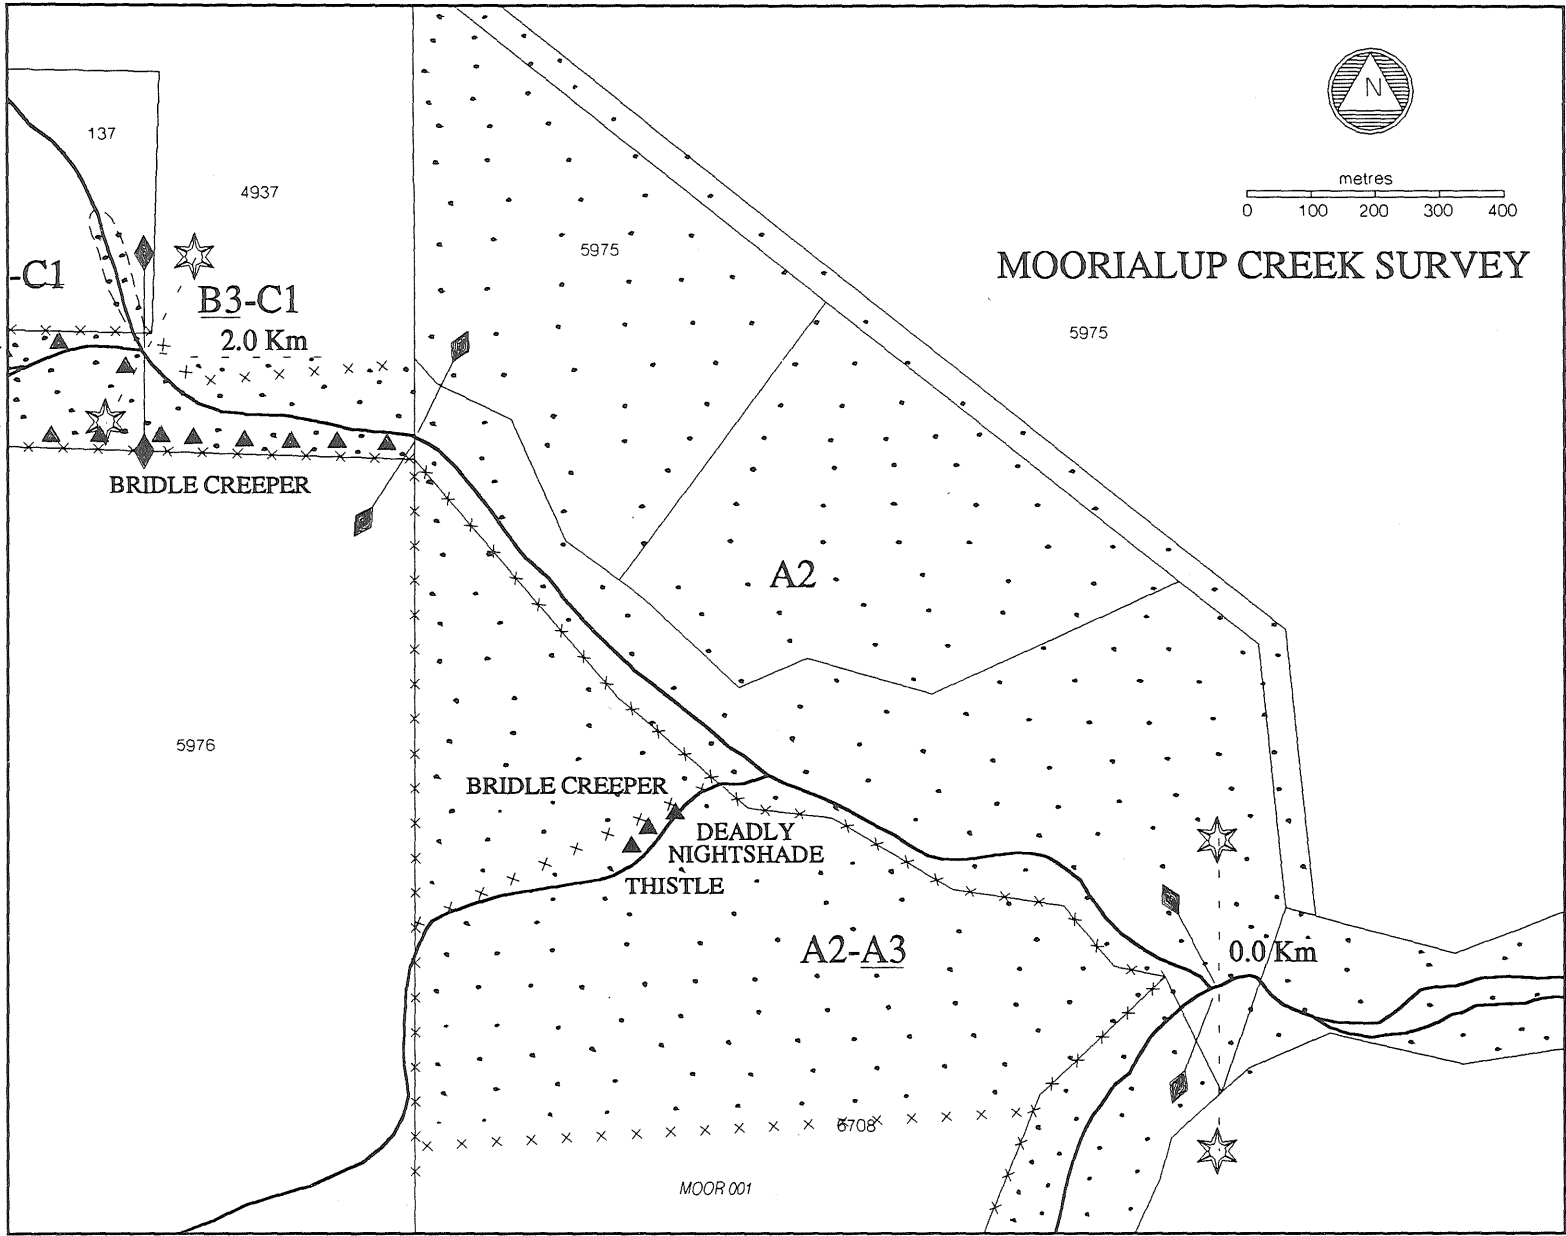 N
metres
0 100 200 300 400
MOORIALUP CREEK SURVEY
137
4937
5975
5975
-C1
B3-C1
2.0 Km
BRIDLE CREEPER
A2
5976
BRIDLE CREEPER
DEADLY
NIGHTSHADE
THISTLE
A2-A3
0.0 Km
6708
MOOR 001